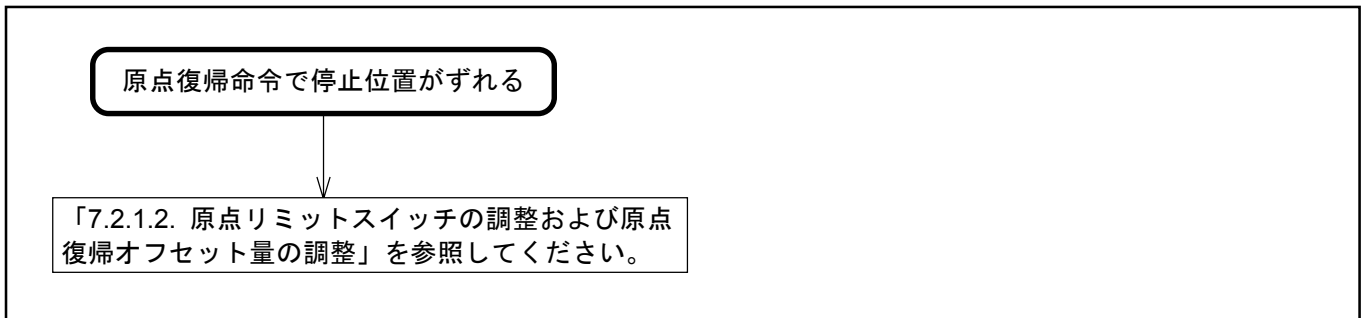 原点復帰命令で停止位置がずれる
「7.2.1.2. 原点リミットスイッチの調整および原点
復帰オフセット量の調整」を参照してください。